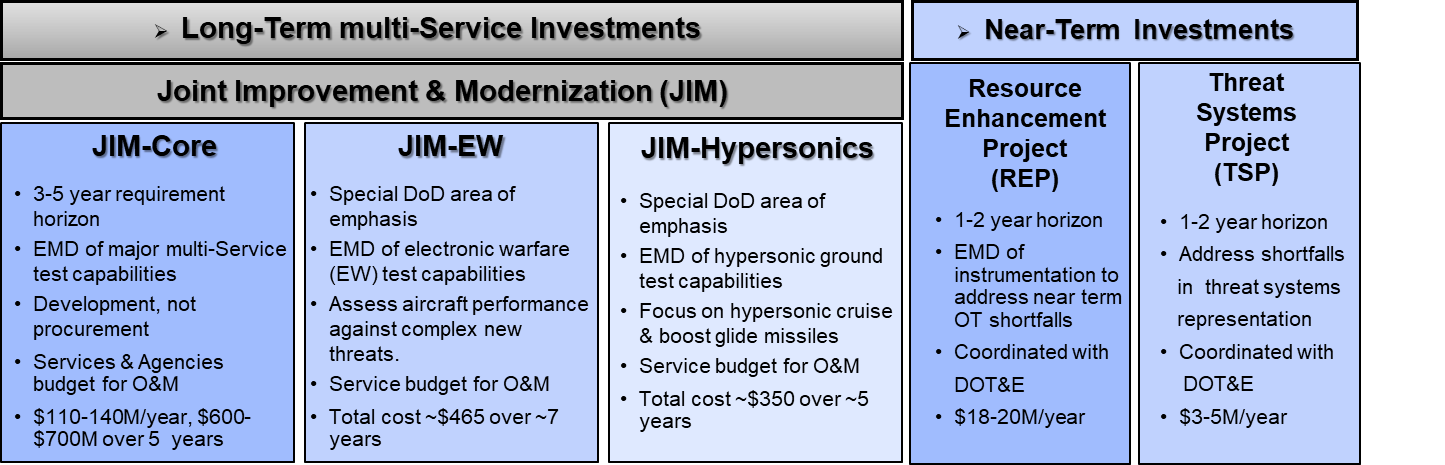 ➢ Long-Term multi-Service Investments
Joint Improvement & Modernization (JIM)
JIM-Core
• 3-5 year requirement
horizon
• EMD of major multi-Service
test capabilities
• Development, not
procurement
• Services & Agencies
budget for O&M
• $110-140M/year, $600-
$700M over 5 years
JIM-EW
• Special DoD area of
emphasis
• EMD of electronic warfare
(EW) test capabilities
• Assess aircraft performance
against complex new
threats.
• Service budget for O&M
• Total cost ~$465 over ~7
years
JIM-Hypersonics
• Special DoD area of
emphasis
• EMD of hypersonic ground
test capabilities
• Focus on hypersonic cruise
& boost glide missiles
• Service budget for O&M
• Total cost ~$350 over ~5
years
➢ Near-Term Investments
Resource
Enhancement
Project
(REP)
• 1-2 year horizon
• EMD of
instrumentation to
address near term
OT shortfalls
• Coordinated with
DOT&E
• $18-20M/year
Threat
Systems
Project
(TSP)
• 1-2 year horizon
• Address shortfalls
in threat systems
representation
• Coordinated with
DOT&E
• $3-5M/year